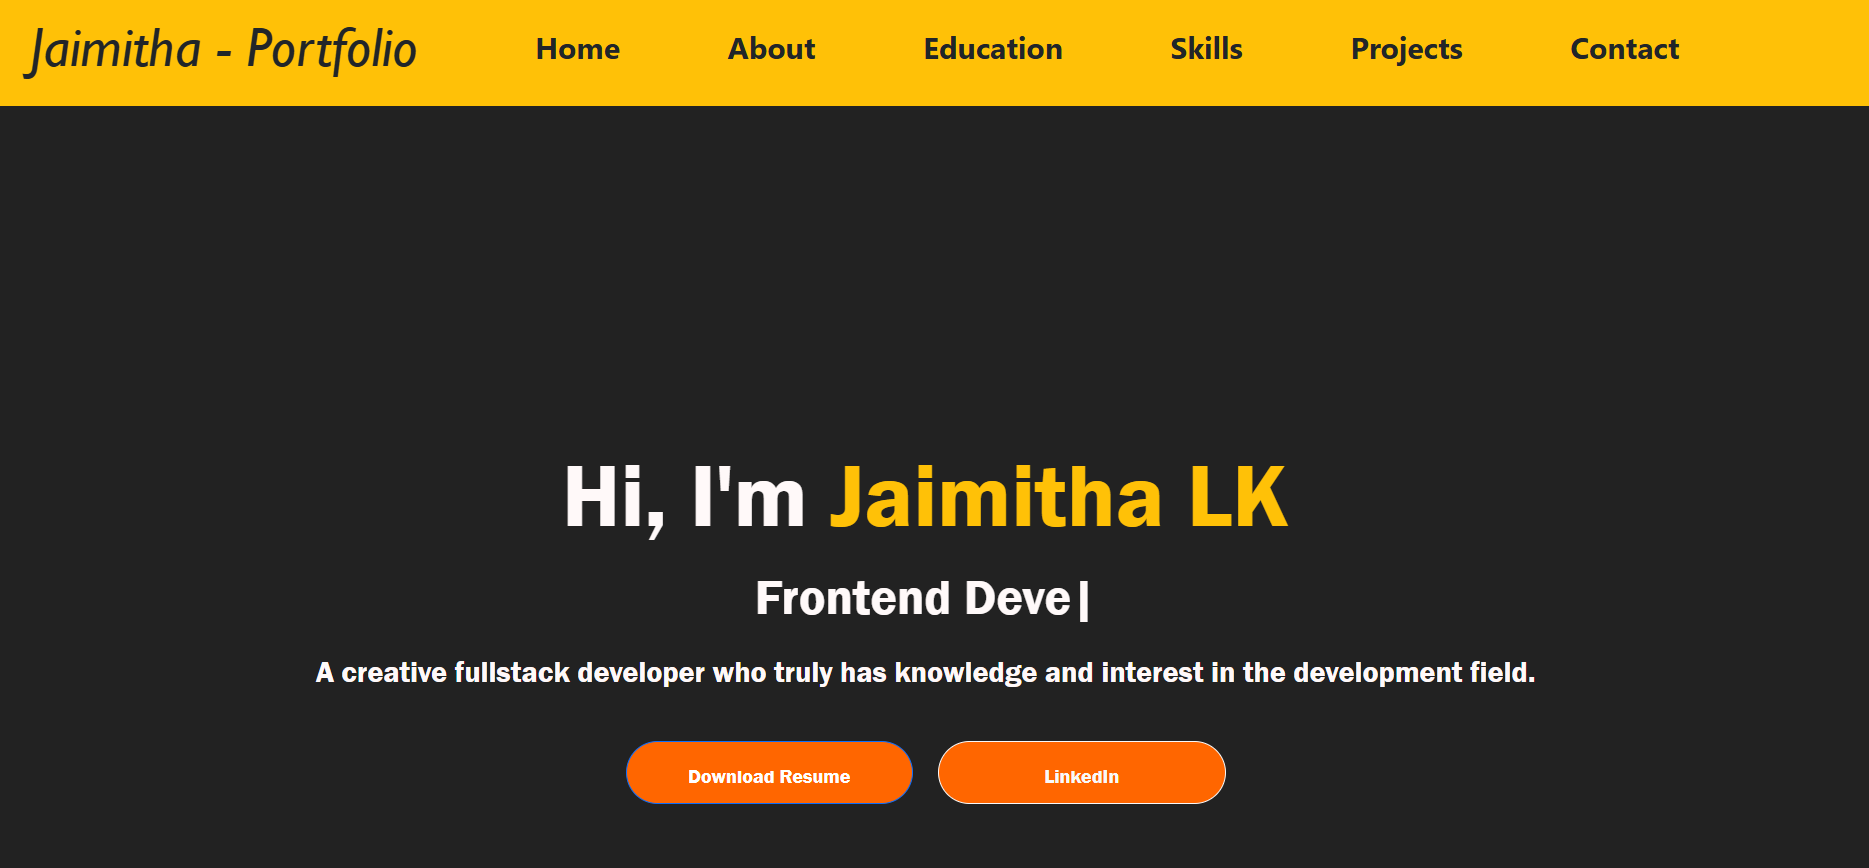 Jaimitha - Portfolio Home About Education Skills Projects Contact
Hi, I'm Jaimitha LK
Frontend Deve|
A creative fullstack developer who truly has knowledge and interest in the development field.
Download Resume LinkedIn